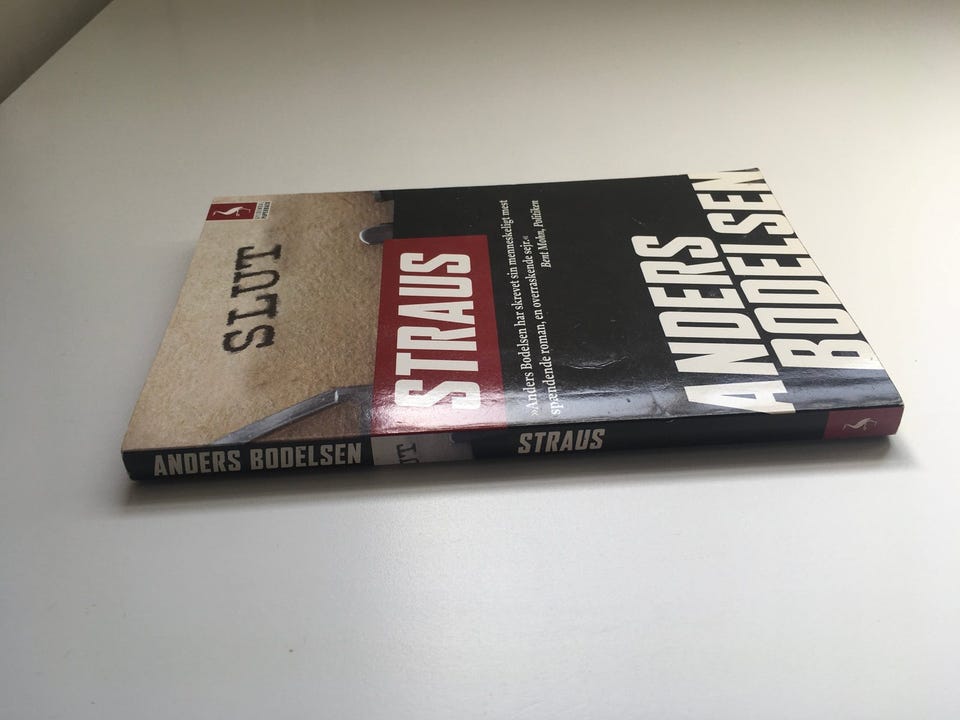 ANDERS
BODELSEN
»Anders Bodelsen har skrevet sin menneskeligt mest
spændende roman, en overraskende sejr.«
Bent Mohn, Politiken
STRAUS
SLUT
ANDERS BODELSEN
UT
STRAUS